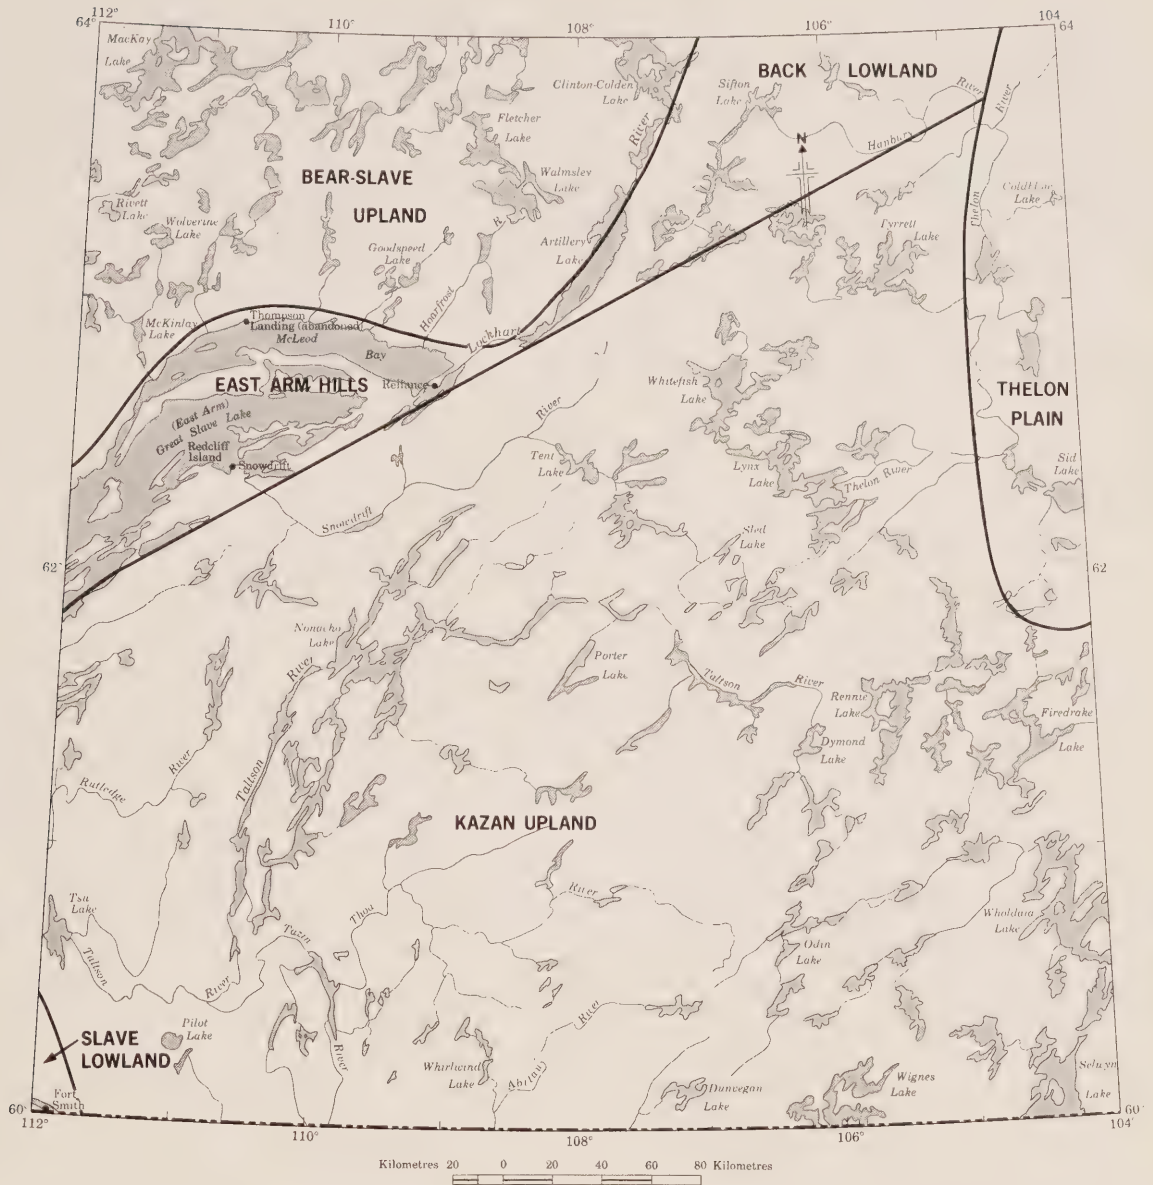 112°
110°
108°
106°
104
64°
64
MacKay
Lake
Clinton-Colden
Lake
BACK LOWLAND
Sifton
Lake
River
River
Fletcher
Lake
River
N
Hanbury
BEAR-SLAVE
UPLAND
Walmsley
Lake
Rivett
Lake
Wolverine
Lake
R
Thelon
Goodspeed
Lake
Artillery
Lake
Tyrrell
Lake
McKinlay
Lake
Thompson
Landing (abandoned)
McLeod
Bay
Hoarfrost
Lockhart
EAST ARM HILLS
Reliance
Whitefish
Lake
THELON
PLAIN
(East Arm)
Great Slave Lake
Redcliff
Island
Snowdrift
River
Tent
Lake
Lynx
Lake
Thelon River
Sid
Lake
Snowdrift
Sled
Lake
62°
62
Nonacho
Lake
River
Porter
Lake
Taltson
River
Rennie
Lake
Firedrake
Lake
Dymond
Lake
River
Rutledge
Taltson
KAZAN UPLAND
Tsu
Lake
River
Thoa
Wholdaia
Lake
Tazin
Odin
Lake
Taltson
River
Pilot
Lake
River
SLAVE
LOWLAND
River
Whirlwind
Lake
Abitau
Dunvegan
Lake
Wignes
Lake
Selwyn
Lake
Fort
Smith
60°
60
112°
110°
108°
106°
104°
Kilometres 20 0 20 40 60 80 Kilometres